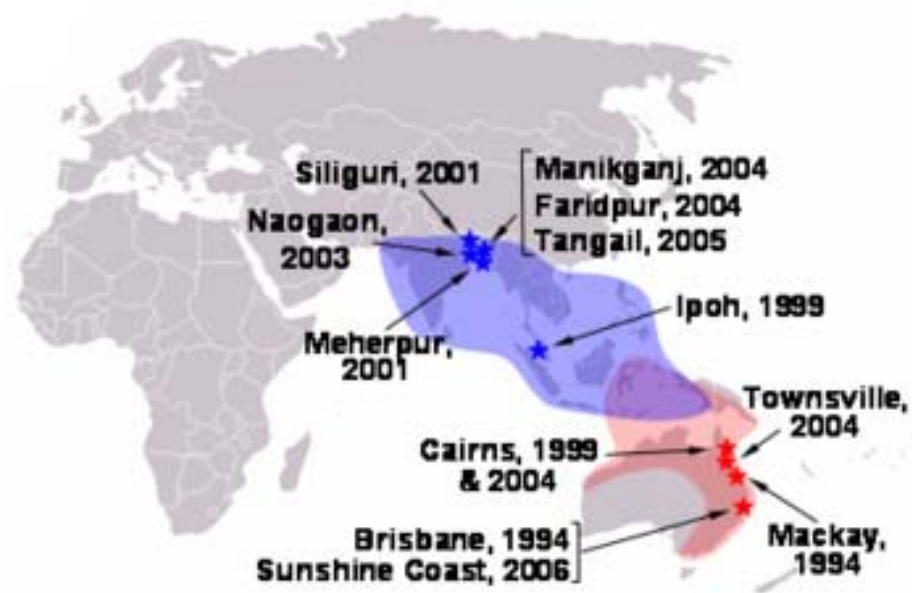 Siliguri, 2001
Manikganj, 2004
Faridpur, 2004
Tangail, 2005
Naogaon,
2003
Ipoh, 1999
Meherpur,
2001
Townsville,
2004
Cairns, 1999
& 2004
Brisbane, 1994
Sunshine Coast, 2006
Mackay,
1994